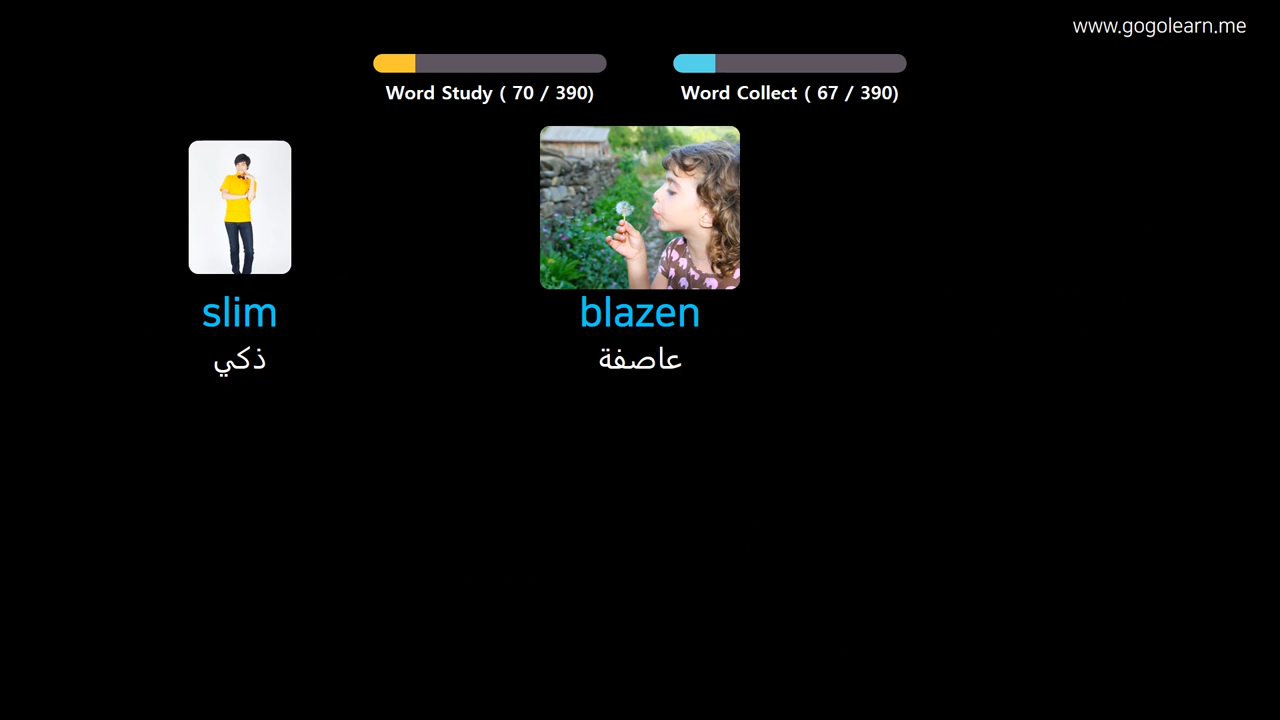 www.gogolearn.me
Word Study ( 70 / 390)
Word Collect ( 67 / 390)
slim
ذكي
blazen
عاصفة